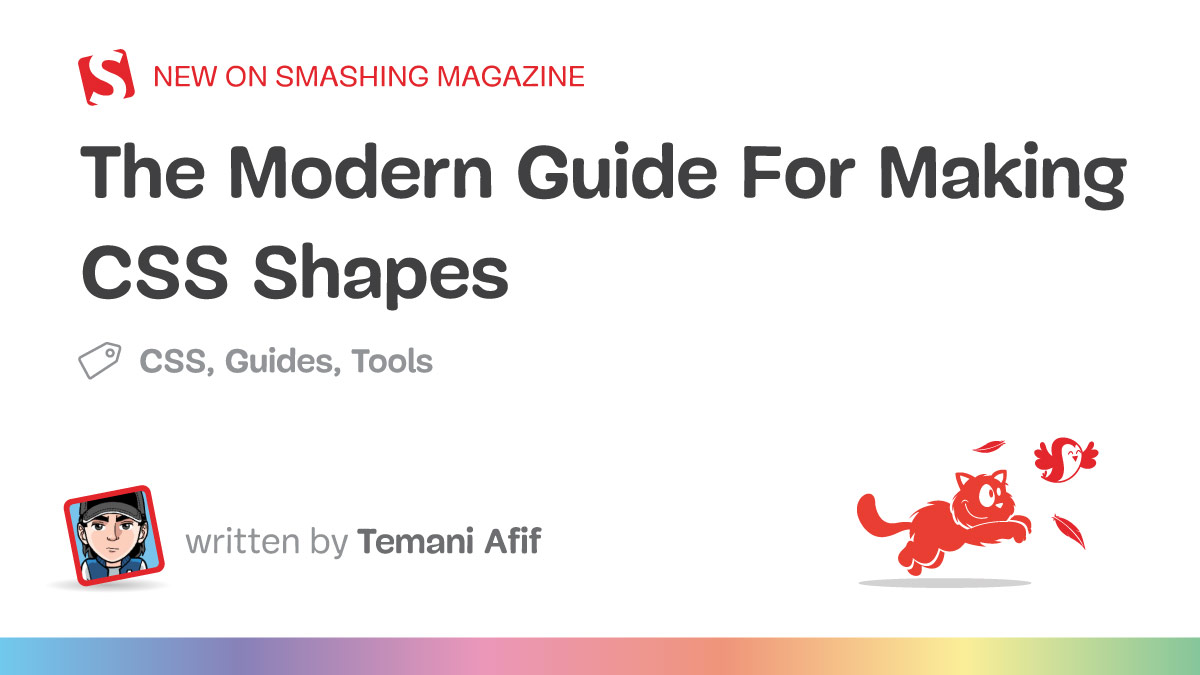 NEW ON SMASHING MAGAZINE
The Modern Guide For Making
CSS Shapes
CSS, Guides, Tools
written by Temani Afif